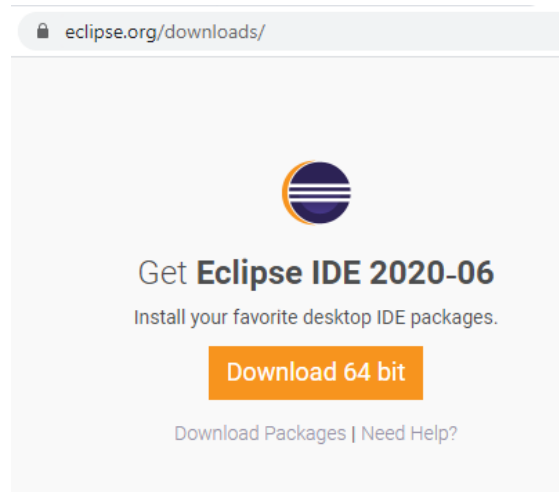 eclipse.org/downloads/
Get Eclipse IDE 2020-06
Install your favorite desktop IDE packages.
Download 64 bit
Download Packages | Need Help?